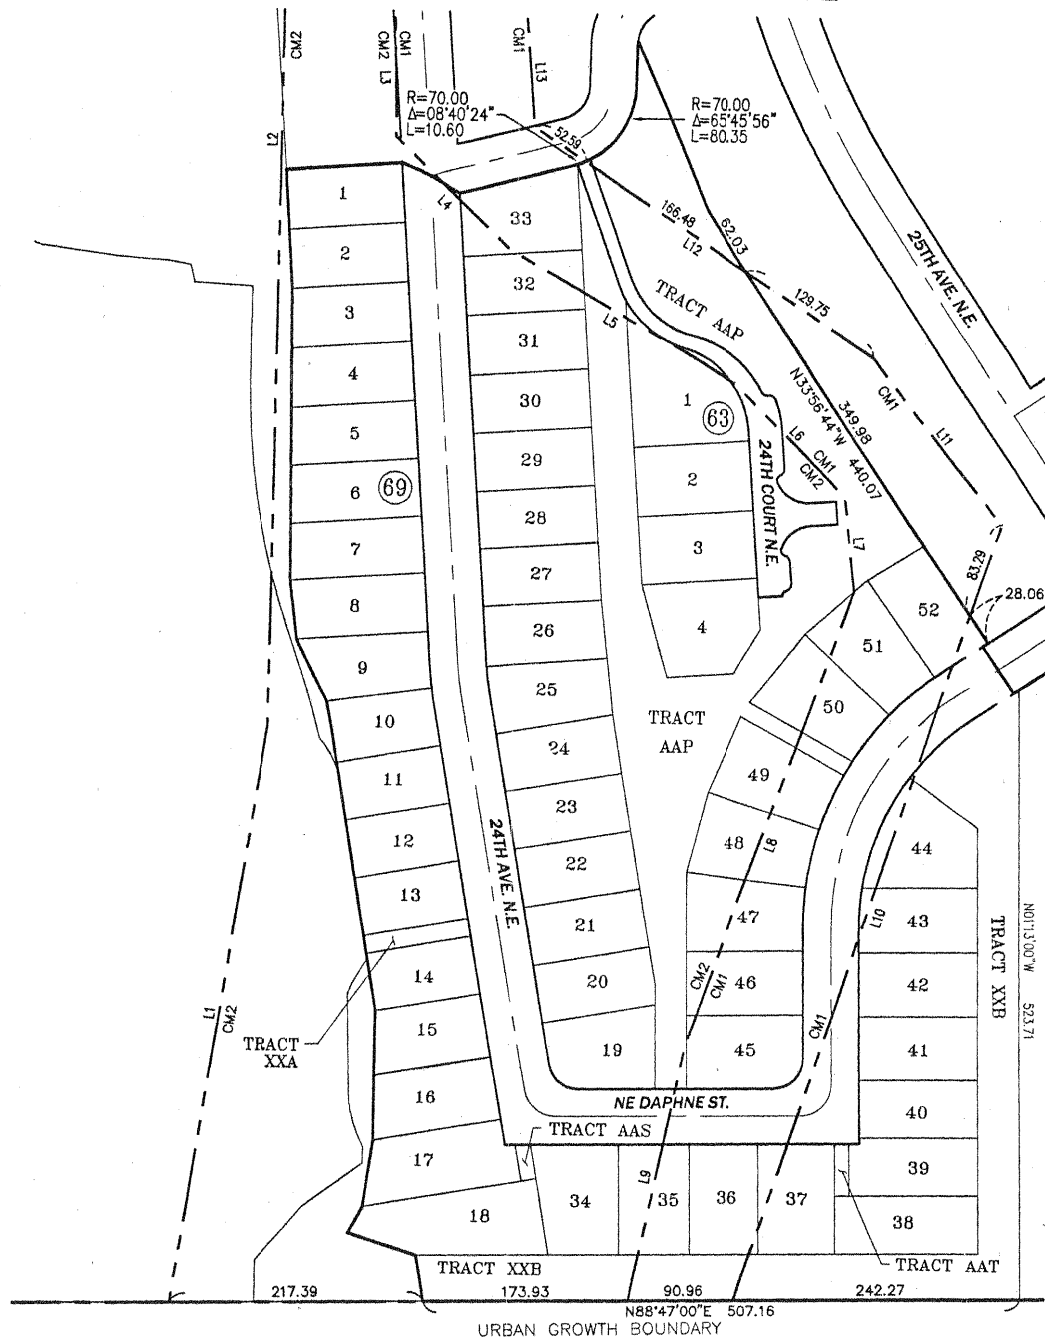 CM2
CM2 L3
CM1
CM1 L13
L2
R=70.00
Δ=08°40'24"
L=10.60
R=70.00
Δ=65°45'56"
L=80.35
52.59
L4
166.48
L12
62.03
25TH AVE. N.E.
1
2
3
4
5
6
69
7
8
9
10
11
12
13
14
15
16
17
18
33
32
31
30
29
28
27
26
25
24
23
22
21
20
19
L5
TRACT AAP
129.75
CM1
L11
N33°56'44"W
349.98
440.07
1
63
2
3
4
L6
CM1
CM2
24TH COURT N.E.
L7
83.29
28.06
52
51
50
49
48
47
46
45
TRACT
AAP
L8
CM2
CM1
24TH AVE. N.E.
L10
CM1
44
43
42
41
40
39
38
TRACT XXB
N01°13'00"W
523.71
L1
CM2
TRACT
XXA
NE DAPHNE ST.
TRACT AAS
34
L9
35
36
37
TRACT AAT
TRACT XXB
217.39
173.93
90.96
242.27
N88°47'00"E 507.16
URBAN GROWTH BOUNDARY